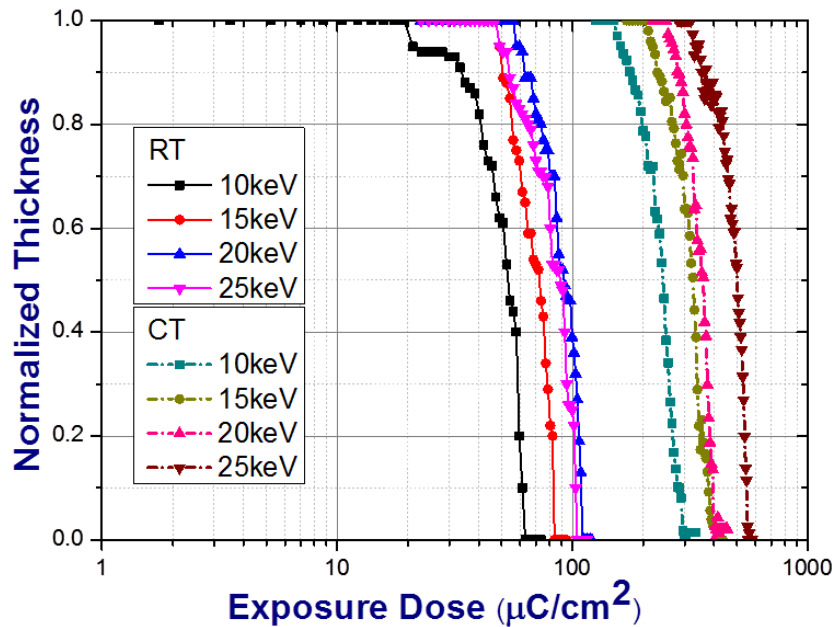 Normalized Thickness
1.0
0.8
0.6
0.4
0.2
0.0
RT
10keV
15keV
20keV
25keV
CT
10keV
15keV
20keV
25keV
1
10
100
1000
Exposure Dose (μC/cm²)